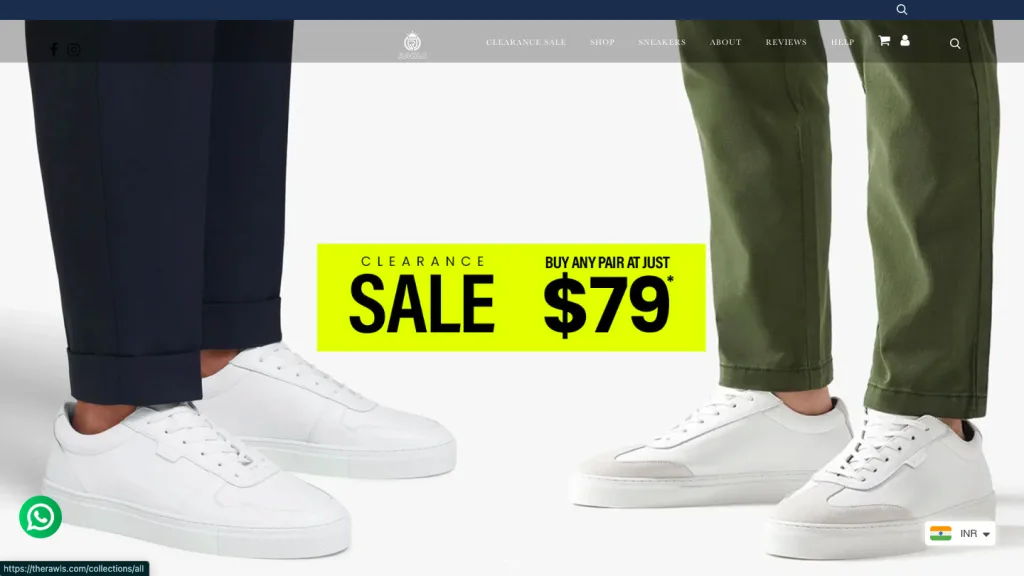 CLEARANCE SALE
SHOP
SNEAKERS
ABOUT
REVIEWS
HELP
CLEARANCE
SALE
BUY ANY PAIR AT JUST
$79*
INR
https://therawls.com/collections/all